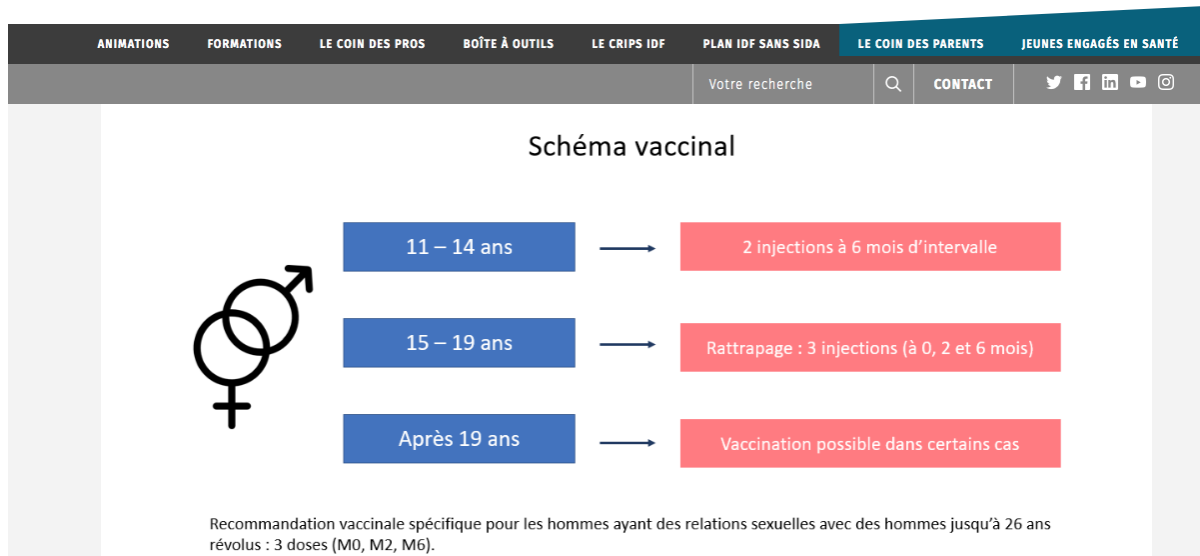 ANIMATIONS FORMATIONS LE COIN DES PROS BOÎTE À OUTILS LE CRIPS IDF PLAN IDF SANS SIDA LE COIN DES PARENTS JEUNES ENGAGÉS EN SANTÉ
Votre recherche CONTACT
Schéma vaccinal
11 – 14 ans 2 injections à 6 mois d’intervalle
15 – 19 ans Rattrapage : 3 injections (à 0, 2 et 6 mois)
Après 19 ans Vaccination possible dans certains cas
Recommandation vaccinale spécifique pour les hommes ayant des relations sexuelles avec des hommes jusqu’à 26 ans
révolus : 3 doses (M0, M2, M6).